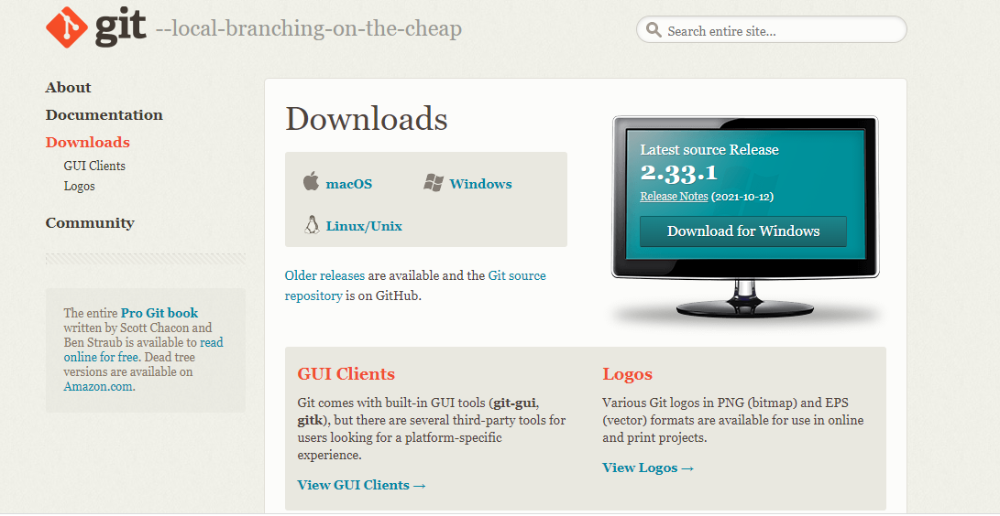 git --local-branching-on-the-cheap
Search entire site...
About
Documentation
Downloads
GUI Clients
Logos
Community
The entire Pro Git book
written by Scott Chacon and
Ben Straub is available to read
online for free. Dead tree
versions are available on
Amazon.com.
Downloads
macOS
Windows
Linux/Unix
Older releases are available and the Git source
repository is on GitHub.
Latest source Release
2.33.1
Release Notes (2021-10-12)
Download for Windows
GUI Clients
Git comes with built-in GUI tools (git-gui,
gitk), but there are several third-party tools for
users looking for a platform-specific
experience.
View GUI Clients →
Logos
Various Git logos in PNG (bitmap) and EPS
(vector) formats are available for use in online
and print projects.
View Logos →